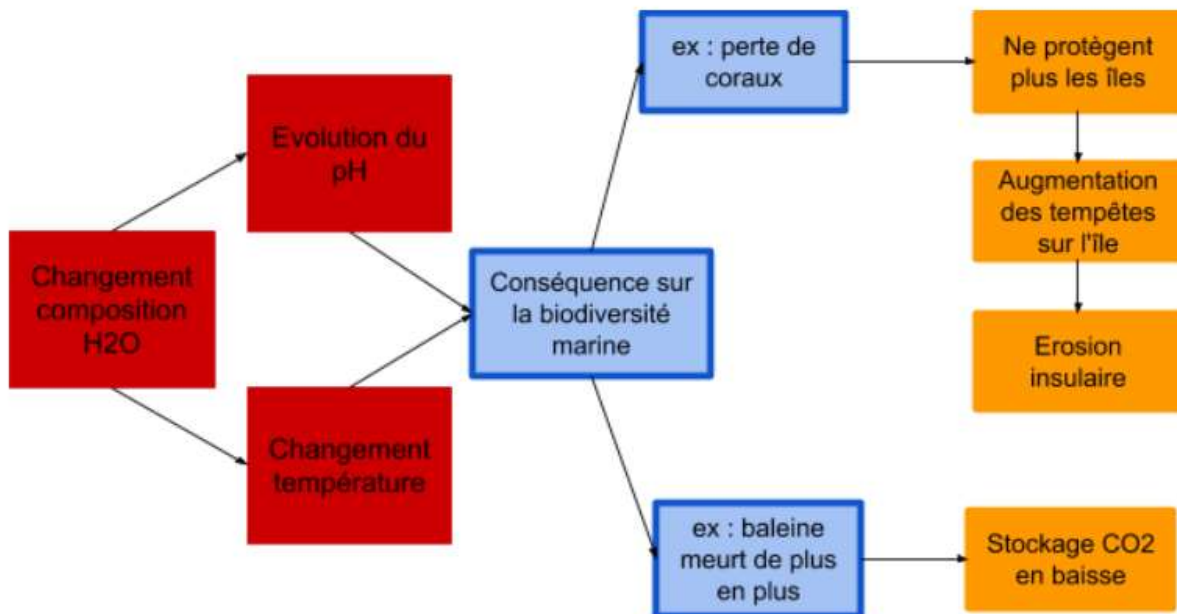 Changement
composition
H2O
Evolution du
pH
Changement
température
Conséquence sur
la biodiversité
marine
ex : perte de
coraux
Ne protègent
plus les îles
Augmentation
des tempêtes
sur l'île
Erosion
insulaire
ex : baleine
meurt de plus
en plus
Stockage CO2
en baisse